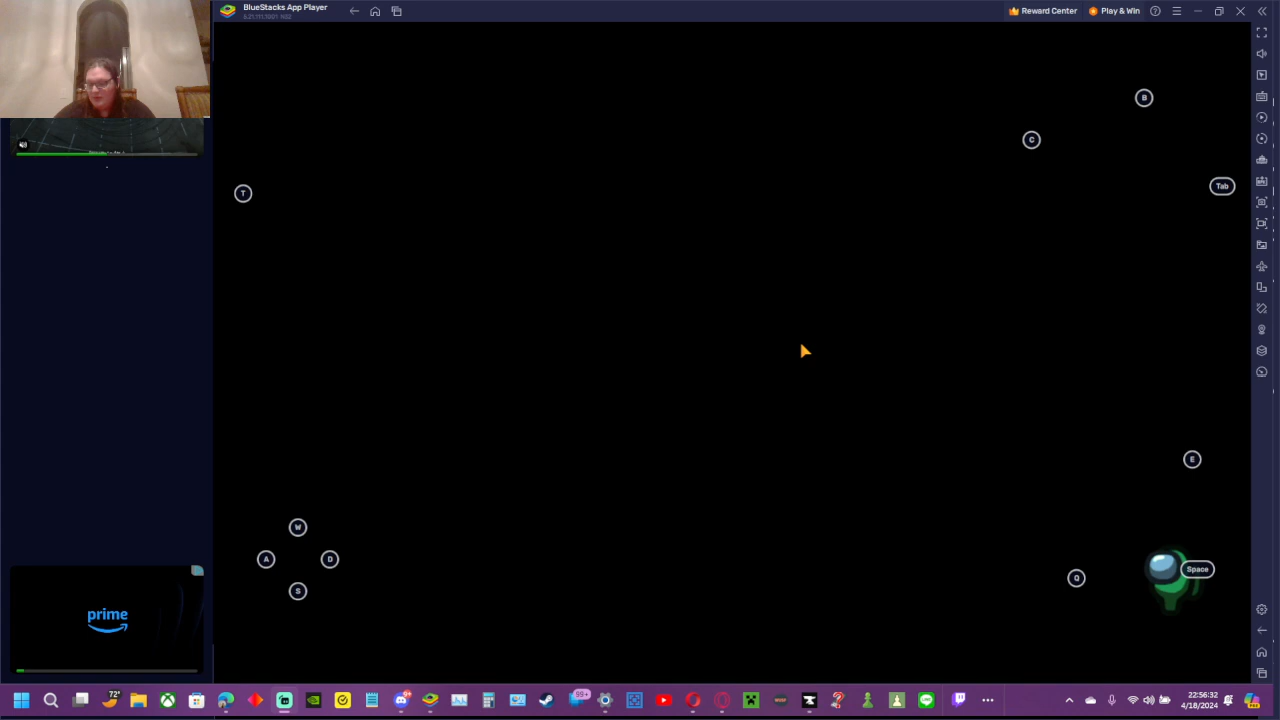 BlueStacks App Player
Reward Center
Play & Win
B
C
T
Tab
E
W
A
D
S
Q
Space
prime
72°
99+
22:56:32
4/18/2024